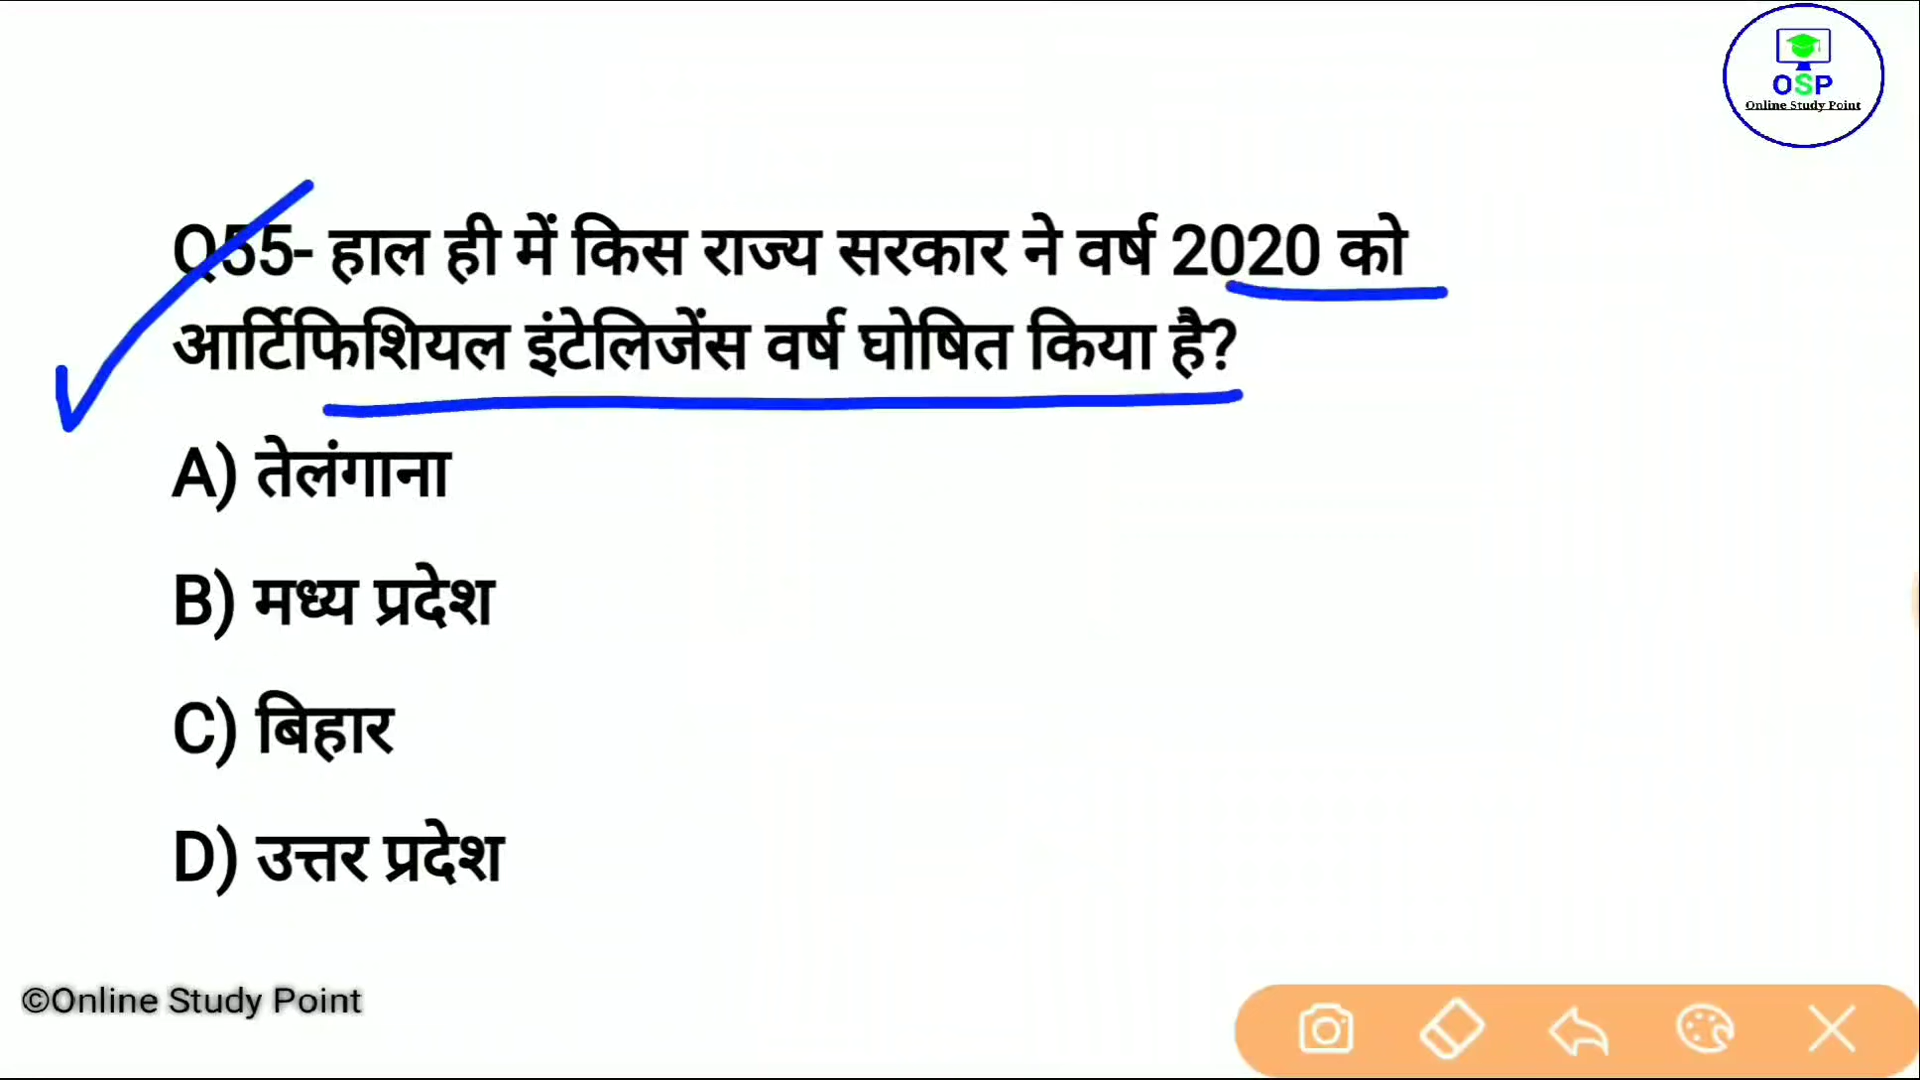 OSP
Online Study Point
Q55- हाल ही में किस राज्य सरकार ने वर्ष 2020 को
आर्टिफिशियल इंटेलिजेंस वर्ष घोषित किया है?
A) तेलंगाना
B) मध्य प्रदेश
C) बिहार
D) उत्तर प्रदेश
©Online Study Point